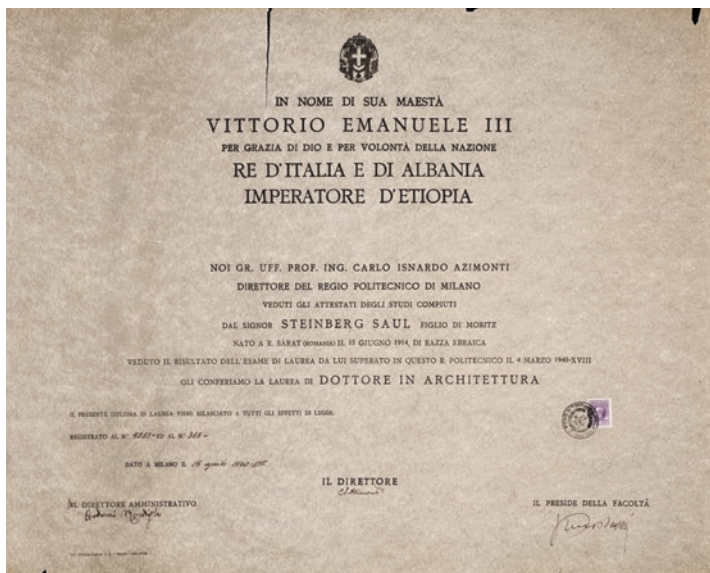 IN NOME DI SUA MAESTÀ
VITTORIO EMANUELE III
PER GRAZIA DI DIO E PER VOLONTÀ DELLA NAZIONE
RE D'ITALIA E DI ALBANIA
IMPERATORE D'ETIOPIA
NOI GR. UFF. PROF. ING. CARLO ISNARDO AZIMONTI
DIRETTORE DEL REGIO POLITECNICO DI MILANO
VEDUTI GLI ATTESTATI DEGLI STUDI COMPIUTI
DAL SIGNOR STEINBERG SAUL FIGLIO DI MORITZ
NATO A R. SARAT (ROMANIA) IL 15 GIUGNO 1914, DI RAZZA EBRAICA
VEDUTO IL RISULTATO DELL'ESAME DI LAUREA DA LUI SUPERATO IN QUESTO R. POLITECNICO IL 4 MARZO 1940-XVIII
GLI CONFERIAMO LA LAUREA DI DOTTORE IN ARCHITETTURA
IL PRESENTE DIPLOMA DI LAUREA VIENE RILASCIATO A TUTTI GLI EFFETTI DI LEGGE.
REGISTRATO AL N° ED AL N°
DATO A MILANO IL
IL DIRETTORE
IL DIRETTORE AMMINISTRATIVO
IL PRESIDE DELLA FACOLTÀ